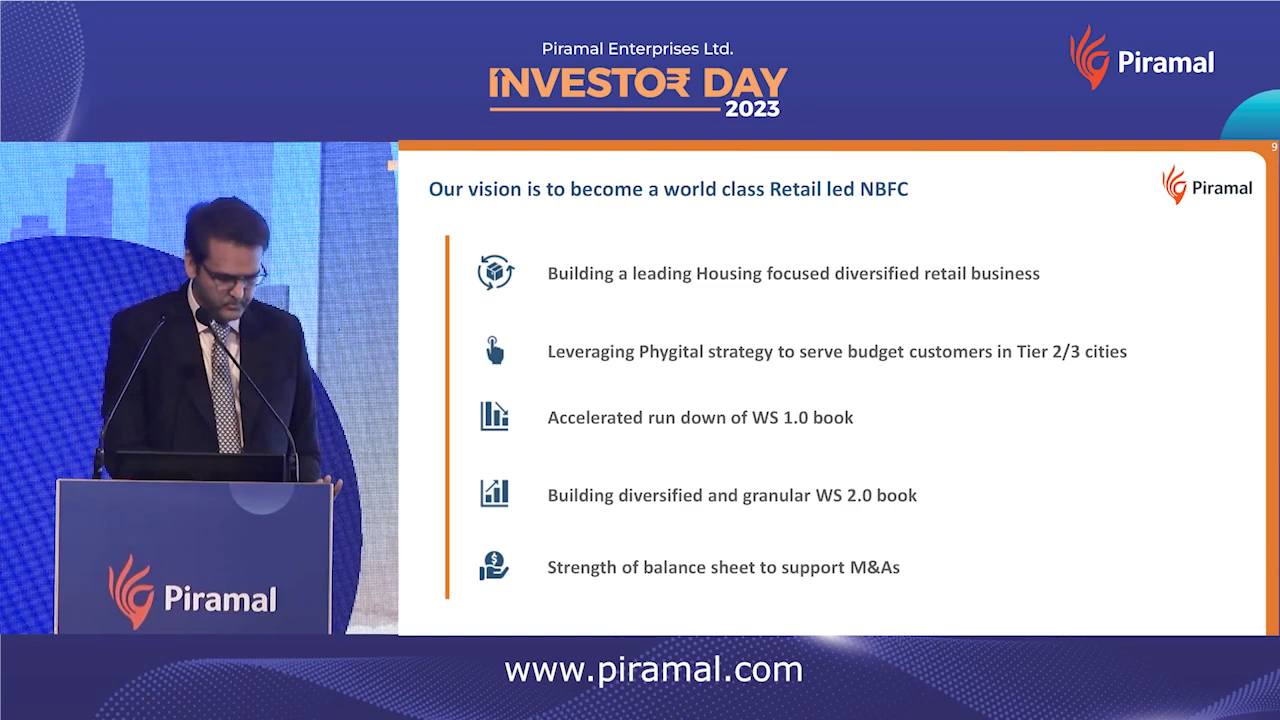 Piramal Enterprises Ltd.
INVESTOR DAY
2023
Piramal
9
Our vision is to become a world class Retail led NBFC
Piramal
Building a leading Housing focused diversified retail business
Leveraging Phygital strategy to serve budget customers in Tier 2/3 cities
Accelerated run down of WS 1.0 book
Building diversified and granular WS 2.0 book
Strength of balance sheet to support M&As
Piramal
www.piramal.com